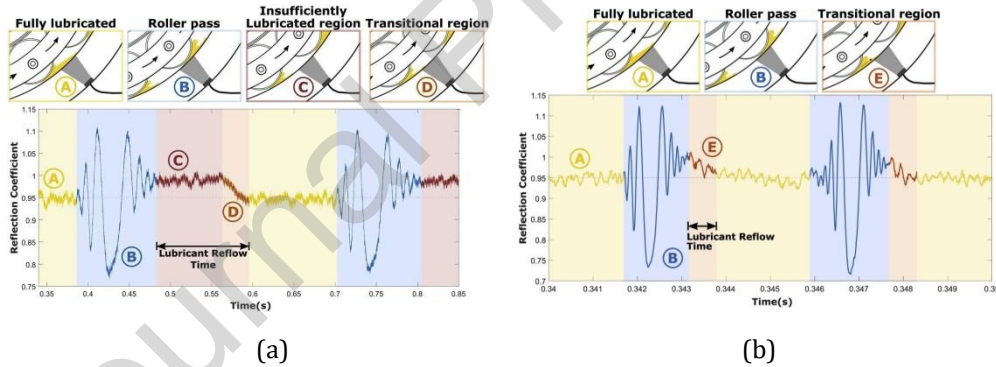 Fully lubricated
Roller pass
Insufficiently
Lubricated region
Transitional region
A
B
C
D
1.15
1.1
1.05
1
0.95
0.9
0.85
0.8
0.75
Reflection Coefficient
A
B
C
D
Lubricant Reflow
Time
0.35
0.4
0.45
0.5
0.55
0.6
0.65
0.7
0.75
0.8
0.85
Time(s)
(a)
Fully lubricated
Roller pass
Transitional region
A
B
E
1.15
1.1
1.05
1
0.95
0.9
0.85
0.8
0.75
0.7
Reflection Coefficient
A
B
E
Lubricant Reflow
Time
0.34
0.341
0.342
0.343
0.344
0.345
0.346
0.347
0.348
0.349
Time(s)
(b)
Journal P